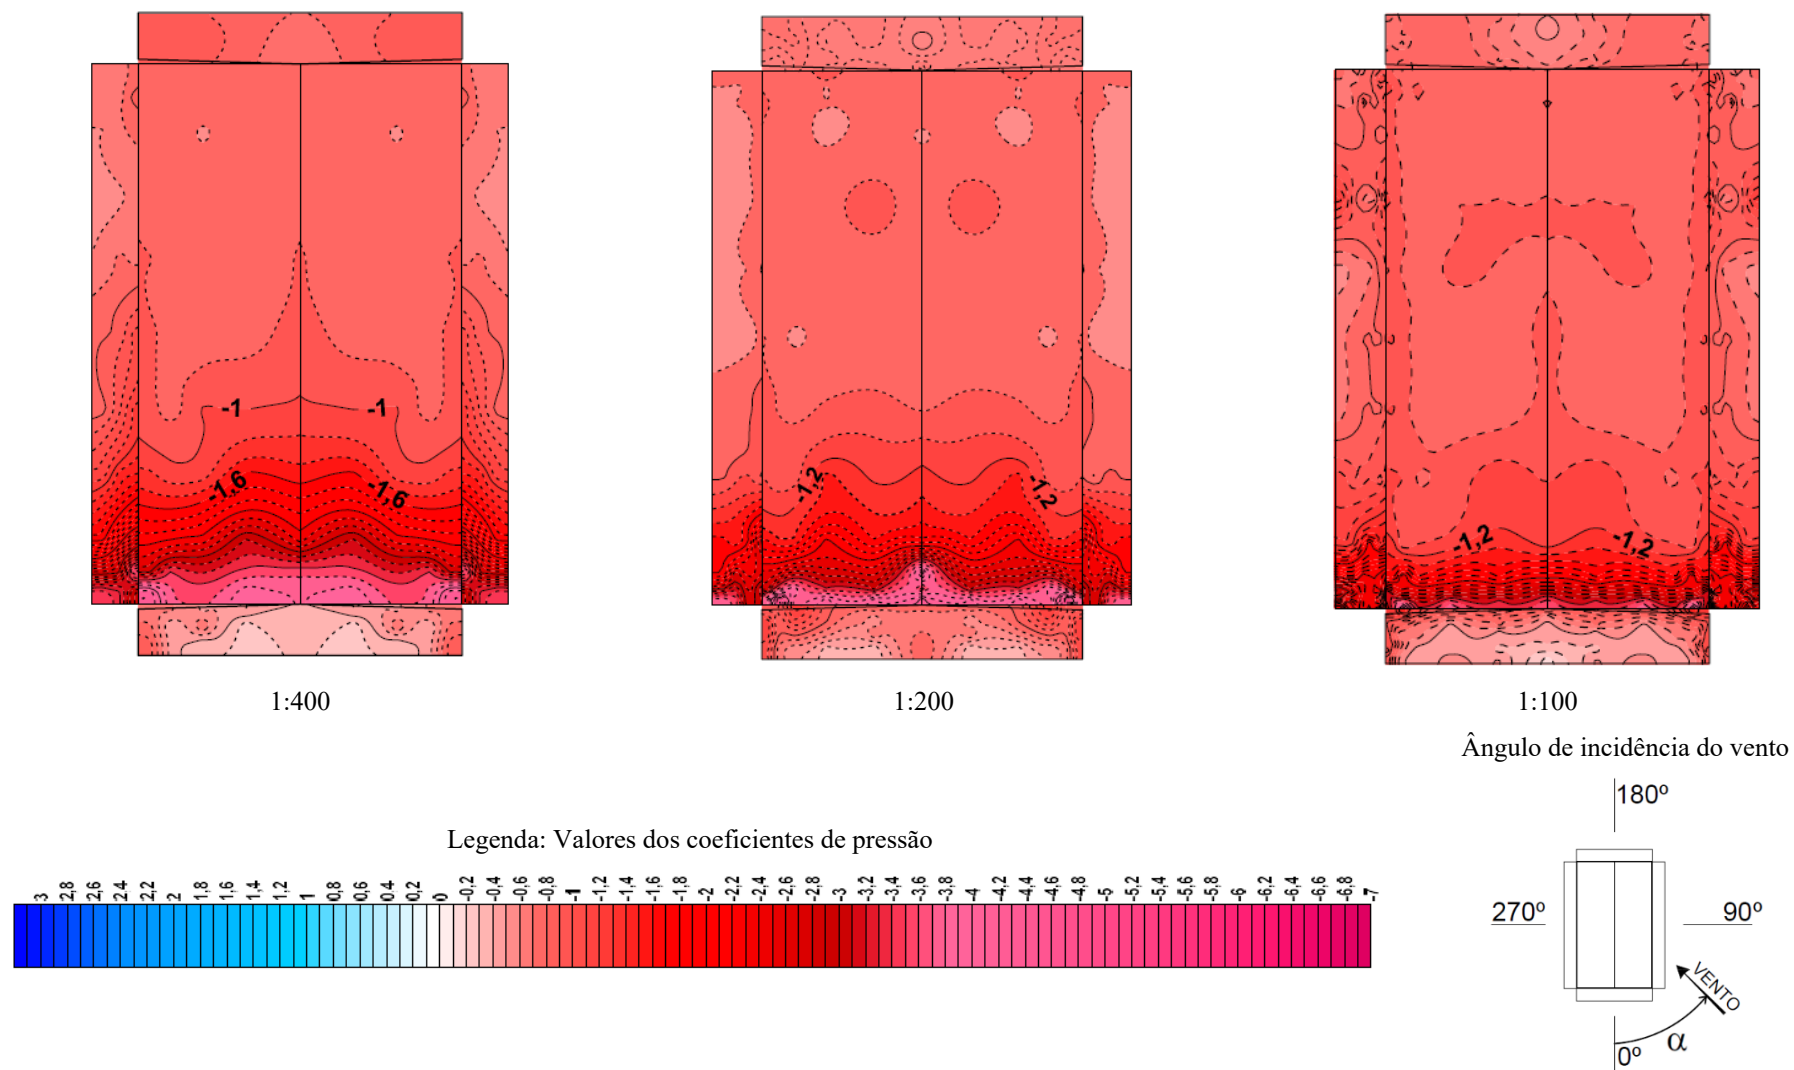 -1 -1
-1,6 -1,6
-1,2 -1,2
-1,2 -1,2
1:400 1:200 1:100
Ângulo de incidência do vento
180º
270º 90º
VENTO
α
0º
Legenda: Valores dos coeficientes de pressão
3 2,8 2,6 2,4 2,2 2 1,8 1,6 1,4 1,2 1 0,8 0,6 0,4 0,2 0 -0,2 -0,4 -0,6 -0,8 -1 -1,2 -1,4 -1,6 -1,8 -2 -2,2 -2,4 -2,6 -2,8 -3 -3,2 -3,4 -3,6 -3,8 -4 -4,2 -4,4 -4,6 -4,8 -5 -5,2 -5,4 -5,6 -5,8 -6 -6,2 -6,4 -6,6 -6,8 -7